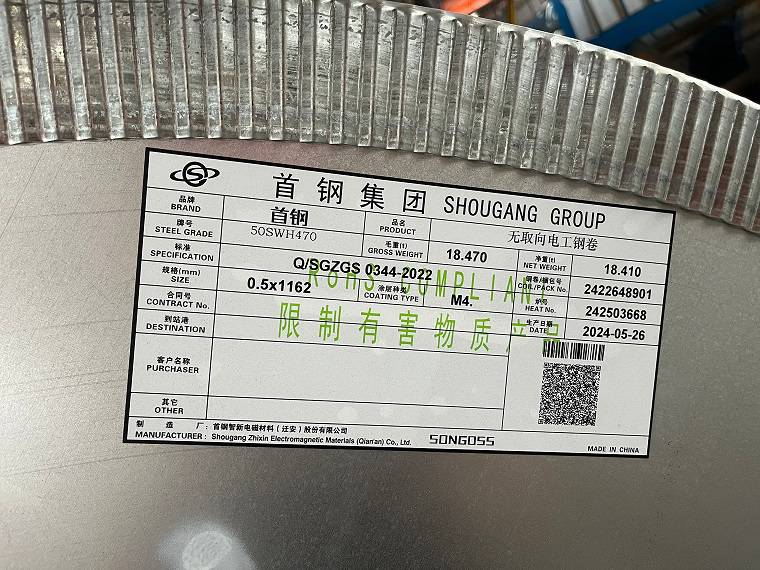 首钢集团 SHOUGANG GROUP
品牌
BRAND
首钢
品名
PRODUCT
无取向电工钢卷
牌号
STEEL GRADE
50SWH470
毛重(t)
GROSS WEIGHT
18.470
净重(t)
NET WEIGHT
18.410
标准
SPECIFICATION
Q/SGZGS 0344-2022
钢卷/捆包号
COIL/PACK No.
2422648901
规格(mm)
SIZE
0.5x1162
涂层种类
COATING TYPE
M4.
炉号
HEAT No.
242503668
合同号
CONTRACT No.
生产日期
DATE
2024-05-26
RoHS COMPLIANT
限制有害物质产品
到站港
DESTINATION
客户名称
PURCHASER
其它
OTHER
制造厂: 首钢智新电磁材料（迁安）股份有限公司
MANUFACTURER: Shougang Zhixin Electromagnetic Materials (Qian'an) Co., Ltd.
SONGOSS
MADE IN CHINA